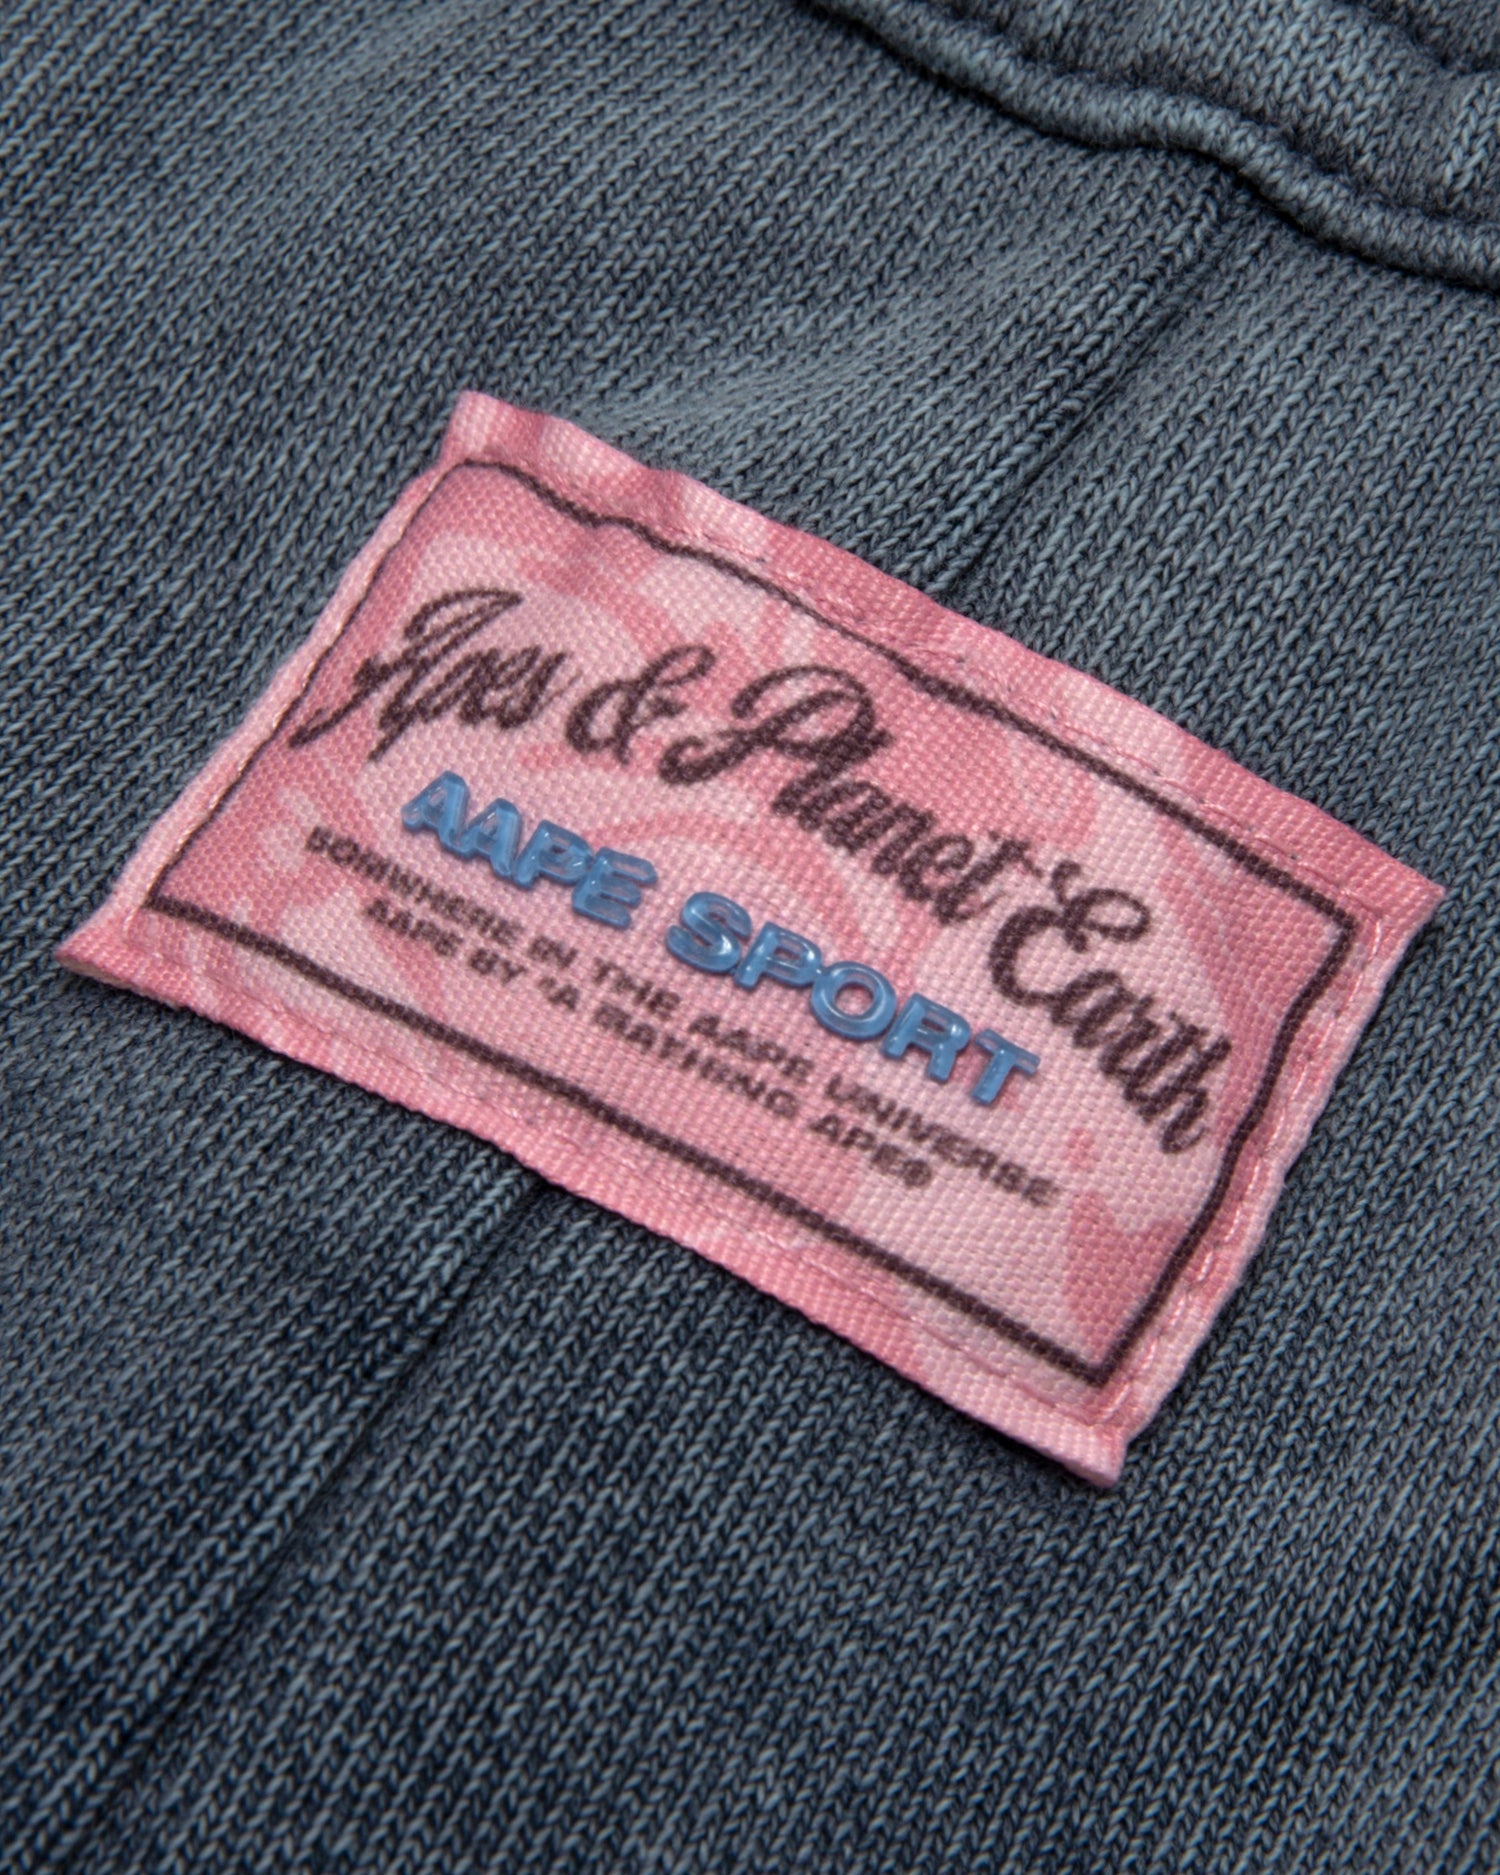 Apes & Planet Earth
AAPE SPORT
SOMWHERE IN THE AAPE UNIVERSE
AAPE BY *A BATHING APE®